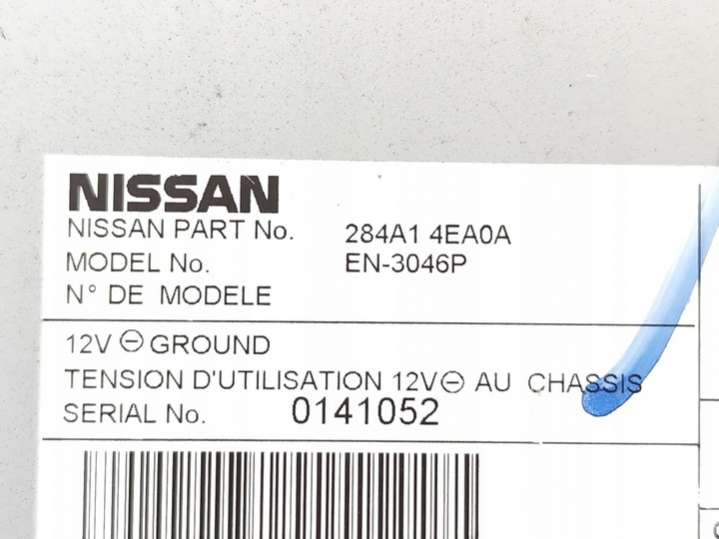 NISSAN
NISSAN PART No. 284A1 4EA0A
MODEL No. EN-3046P
N° DE MODELE
12V ⊖ GROUND
TENSION D'UTILISATION 12V⊖ AU CHASSIS
SERIAL No. 0141052